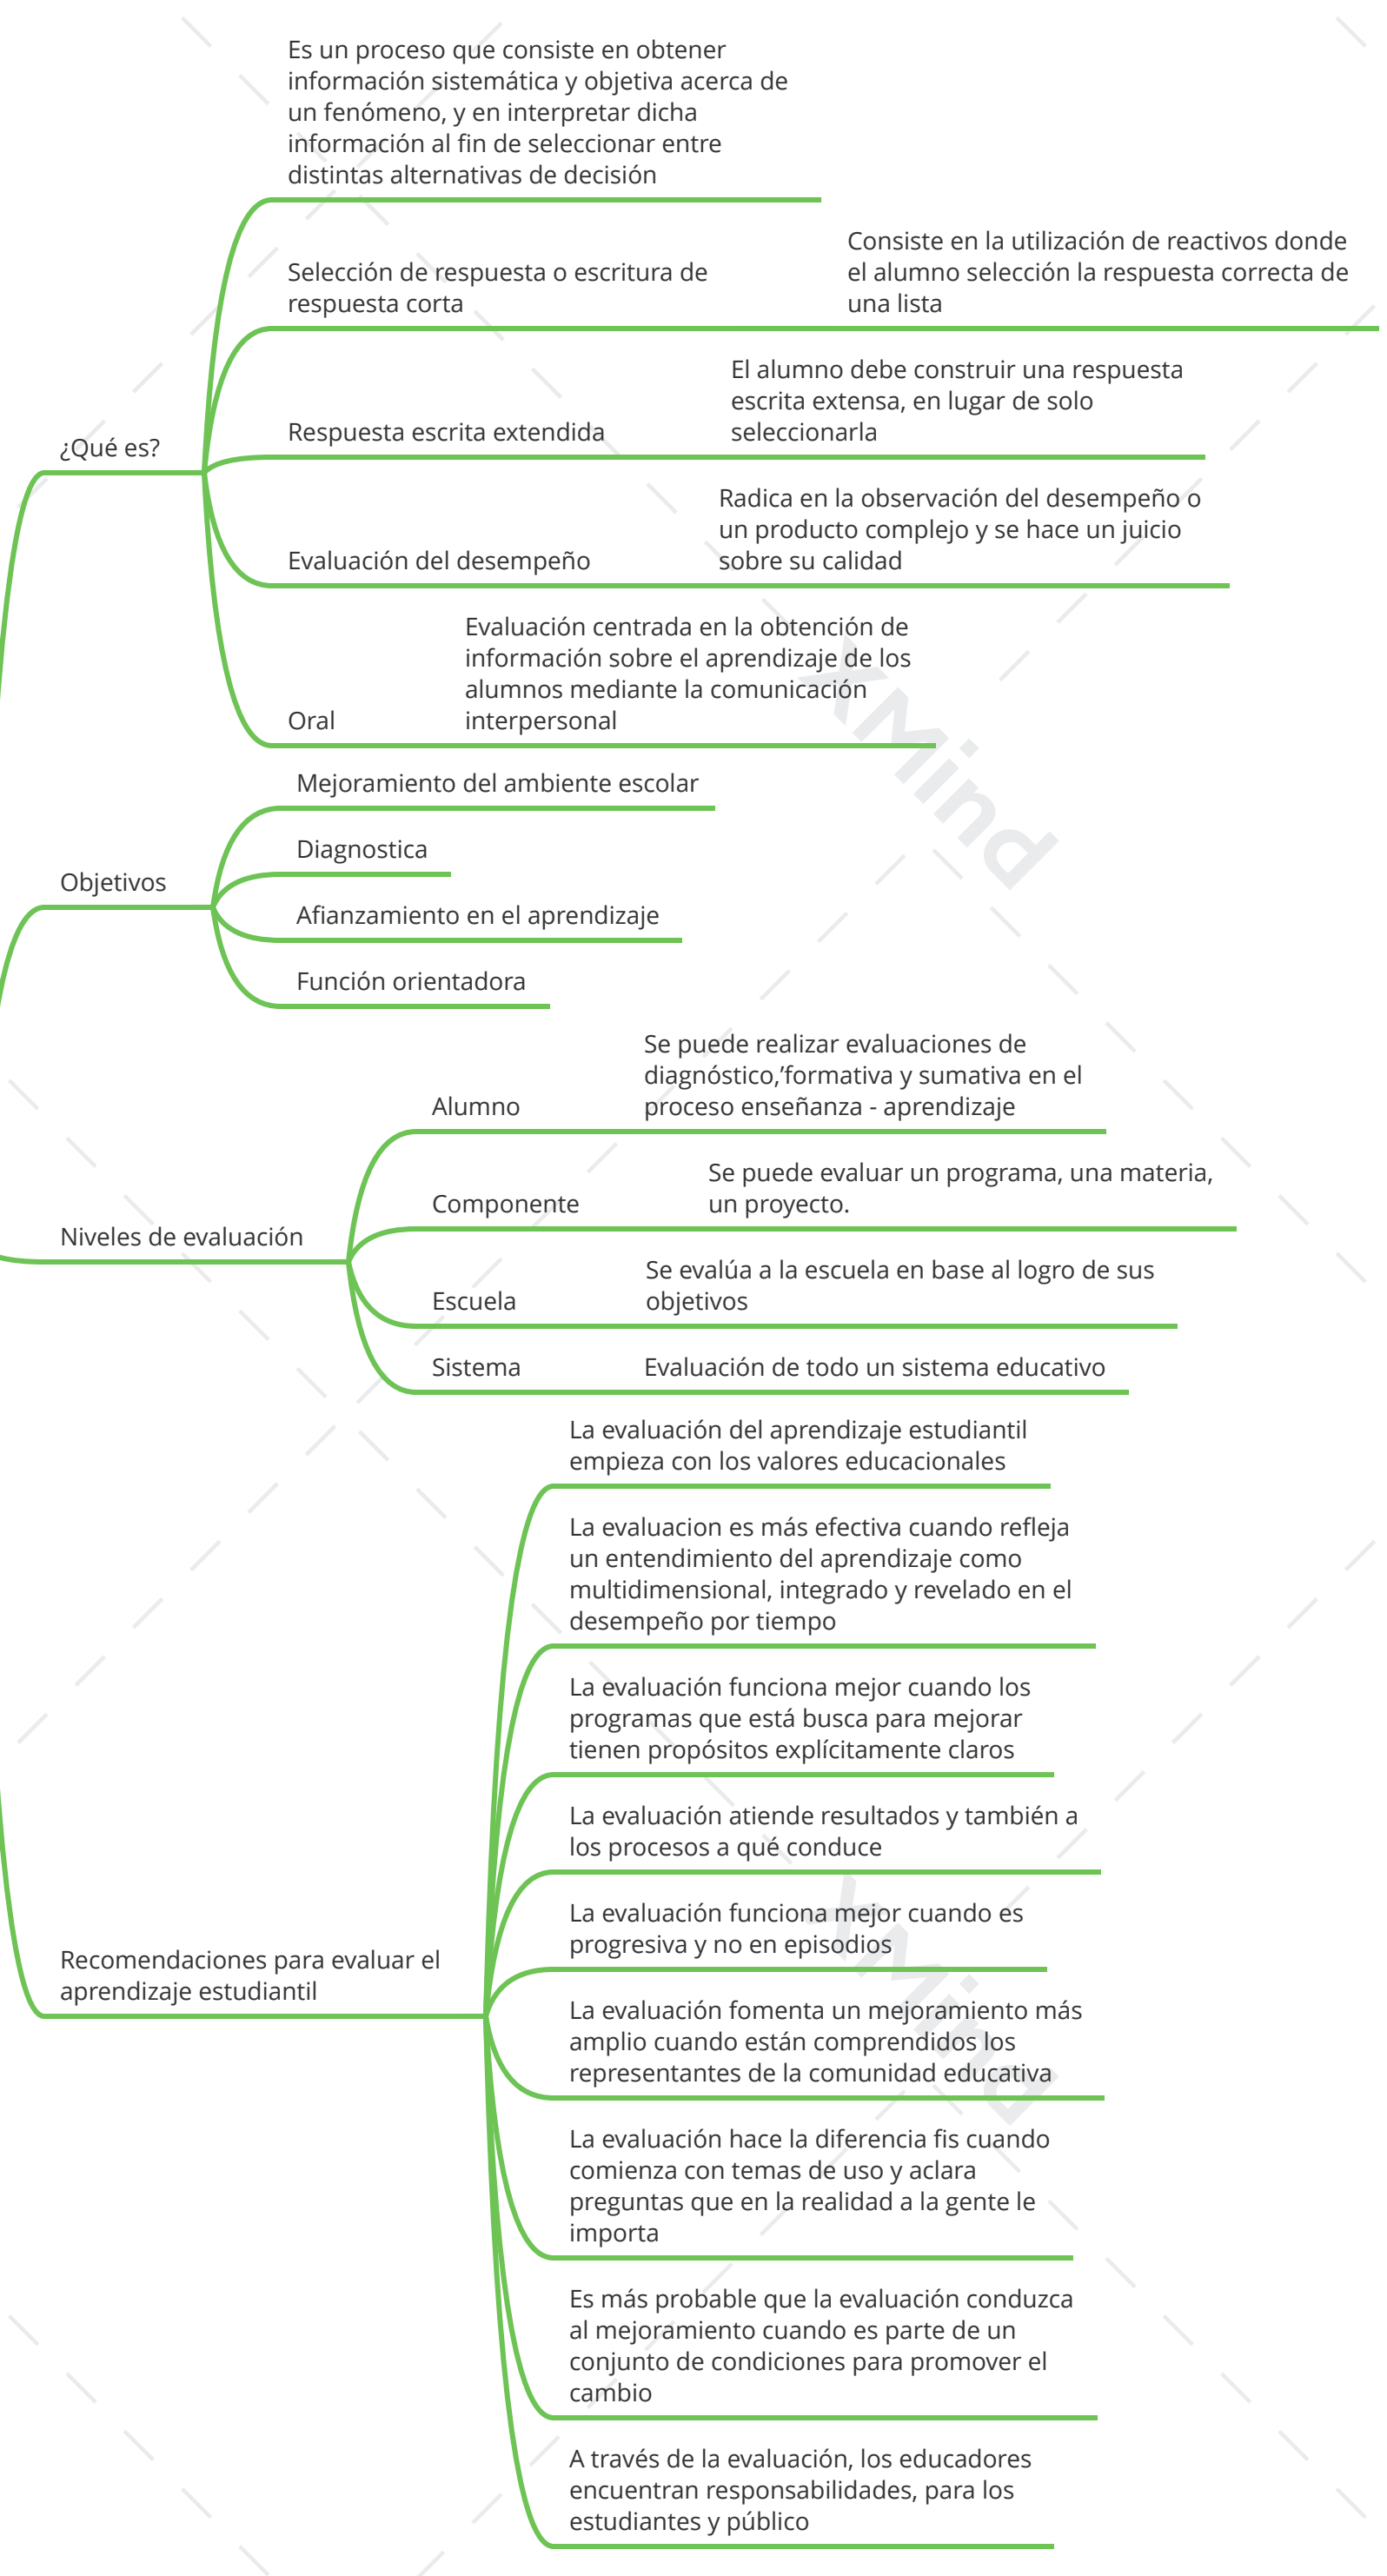 Es un proceso que consiste en obtener
información sistemática y objetiva acerca de
un fenómeno, y en interpretar dicha
información al fin de seleccionar entre
distintas alternativas de decisión
Selección de respuesta o escritura de
respuesta corta
Consiste en la utilización de reactivos donde
el alumno selección la respuesta correcta de
una lista
El alumno debe construir una respuesta
escrita extensa, en lugar de solo
seleccionarla
Respuesta escrita extendida
¿Qué es?
Radica en la observación del desempeño o
un producto complejo y se hace un juicio
sobre su calidad
Evaluación del desempeño
Evaluación centrada en la obtención de
información sobre el aprendizaje de los
alumnos mediante la comunicación
interpersonal
Oral
XMind
Mejoramiento del ambiente escolar
Diagnostica
Objetivos
Afianzamiento en el aprendizaje
Función orientadora
Se puede realizar evaluaciones de
diagnóstico,’formativa y sumativa en el
proceso enseñanza - aprendizaje
Alumno
Se puede evaluar un programa, una materia,
un proyecto.
Componente
Niveles de evaluación
Se evalúa a la escuela en base al logro de sus
objetivos
Escuela
Sistema
Evaluación de todo un sistema educativo
La evaluación del aprendizaje estudiantil
empieza con los valores educacionales
La evaluacion es más efectiva cuando refleja
un entendimiento del aprendizaje como
multidimensional, integrado y revelado en el
desempeño por tiempo
La evaluación funciona mejor cuando los
programas que está busca para mejorar
tienen propósitos explícitamente claros
La evaluación atiende resultados y también a
los procesos a qué conduce
La evaluación funciona mejor cuando es
progresiva y no en episodios
XMind
Recomendaciones para evaluar el
aprendizaje estudiantil
La evaluación fomenta un mejoramiento más
amplio cuando están comprendidos los
representantes de la comunidad educativa
La evaluación hace la diferencia fis cuando
comienza con temas de uso y aclara
preguntas que en la realidad a la gente le
importa
Es más probable que la evaluación conduzca
al mejoramiento cuando es parte de un
conjunto de condiciones para promover el
cambio
A través de la evaluación, los educadores
encuentran responsabilidades, para los
estudiantes y público